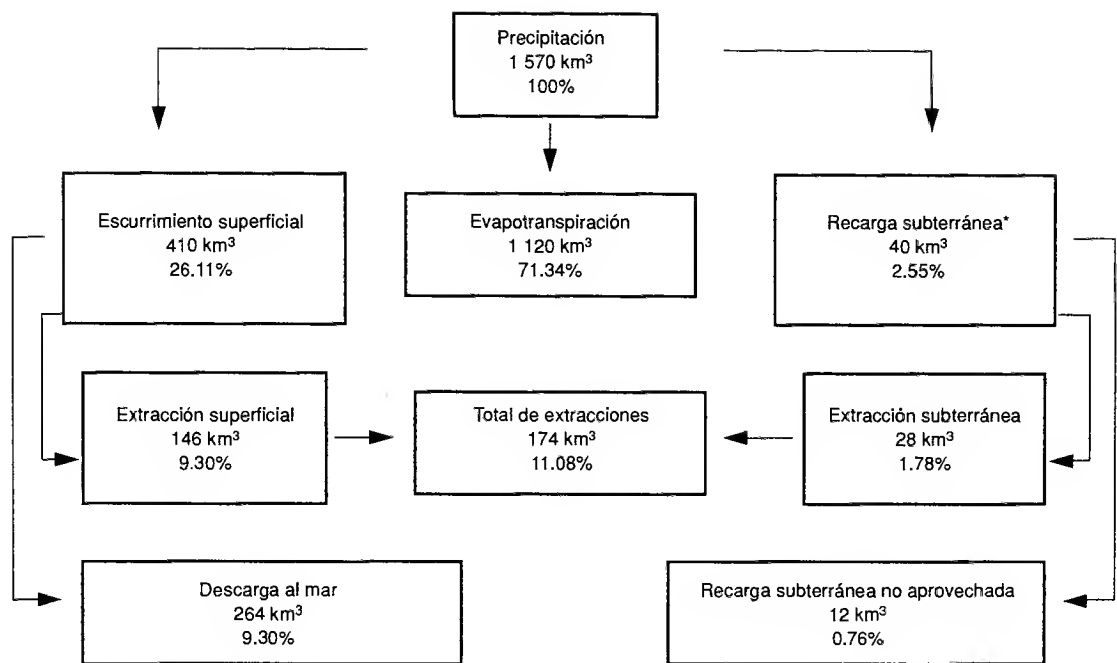 Precipitación
1 570 km³
100%
Escurrimiento superficial
410 km³
26.11%
Evapotranspiración
1 120 km³
71.34%
Recarga subterránea*
40 km³
2.55%
Extracción superficial
146 km³
9.30%
Total de extracciones
174 km³
11.08%
Extracción subterránea
28 km³
1.78%
Descarga al mar
264 km³
9.30%
Recarga subterránea no aprovechada
12 km³
0.76%